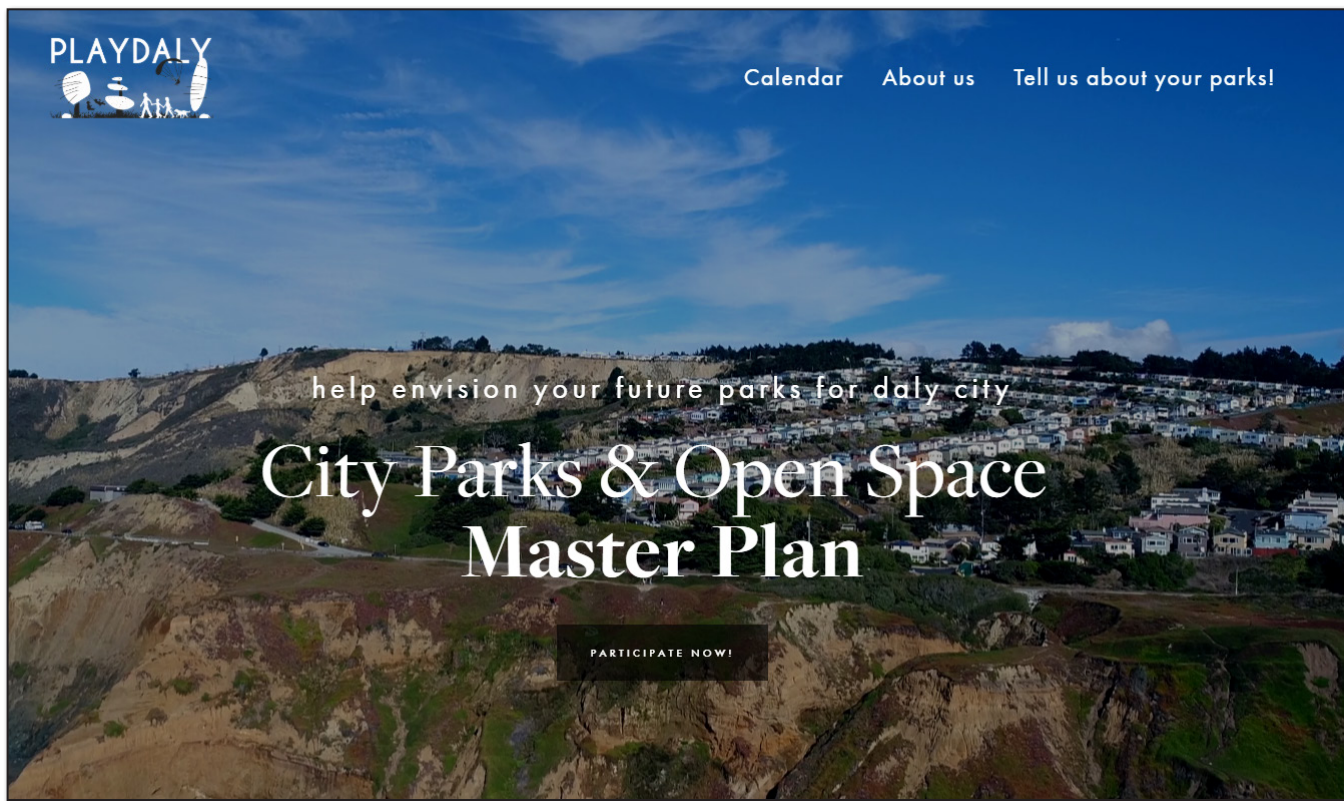 PLAYDALY
Calendar About us Tell us about your parks!
help envision your future parks for daly city
City Parks & Open Space
Master Plan
PARTICIPATE NOW!